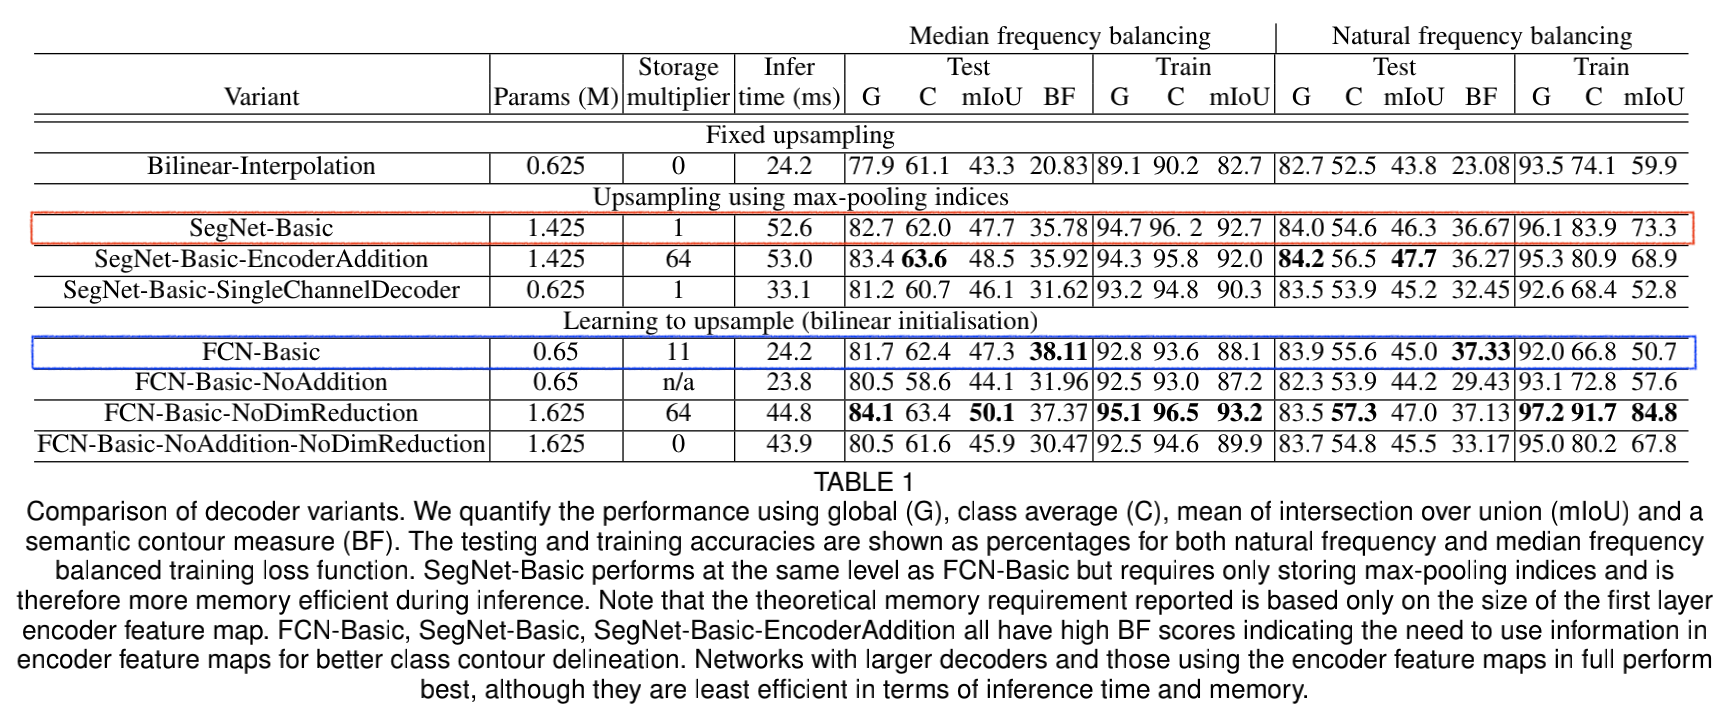 Median frequency balancing Natural frequency balancing
Storage Infer Test Train Test Train
Variant Params (M) multiplier time (ms) G C mIoU BF G C mIoU G C mIoU BF G C mIoU
Fixed upsampling
Bilinear-Interpolation 0.625 0 24.2 77.9 61.1 43.3 20.83 89.1 90.2 82.7 82.7 52.5 43.8 23.08 93.5 74.1 59.9
Upsampling using max-pooling indices
SegNet-Basic 1.425 1 52.6 82.7 62.0 47.7 35.78 94.7 96. 2 92.7 84.0 54.6 46.3 36.67 96.1 83.9 73.3
SegNet-Basic-EncoderAddition 1.425 64 53.0 83.4 63.6 48.5 35.92 94.3 95.8 92.0 84.2 56.5 47.7 36.27 95.3 80.9 68.9
SegNet-Basic-SingleChannelDecoder 0.625 1 33.1 81.2 60.7 46.1 31.62 93.2 94.8 90.3 83.5 53.9 45.2 32.45 92.6 68.4 52.8
Learning to upsample (bilinear initialisation)
FCN-Basic 0.65 11 24.2 81.7 62.4 47.3 38.11 92.8 93.6 88.1 83.9 55.6 45.0 37.33 92.0 66.8 50.7
FCN-Basic-NoAddition 0.65 n/a 23.8 80.5 58.6 44.1 31.96 92.5 93.0 87.2 82.3 53.9 44.2 29.43 93.1 72.8 57.6
FCN-Basic-NoDimReduction 1.625 64 44.8 84.1 63.4 50.1 37.37 95.1 96.5 93.2 83.5 57.3 47.0 37.13 97.2 91.7 84.8
FCN-Basic-NoAddition-NoDimReduction 1.625 0 43.9 80.5 61.6 45.9 30.47 92.5 94.6 89.9 83.7 54.8 45.5 33.17 95.0 80.2 67.8
TABLE 1
Comparison of decoder variants. We quantify the performance using global (G), class average (C), mean of intersection over union (mIoU) and a
semantic contour measure (BF). The testing and training accuracies are shown as percentages for both natural frequency and median frequency
balanced training loss function. SegNet-Basic performs at the same level as FCN-Basic but requires only storing max-pooling indices and is
therefore more memory efficient during inference. Note that the theoretical memory requirement reported is based only on the size of the first layer
encoder feature map. FCN-Basic, SegNet-Basic, SegNet-Basic-EncoderAddition all have high BF scores indicating the need to use information in
encoder feature maps for better class contour delineation. Networks with larger decoders and those using the encoder feature maps in full perform
best, although they are least efficient in terms of inference time and memory.